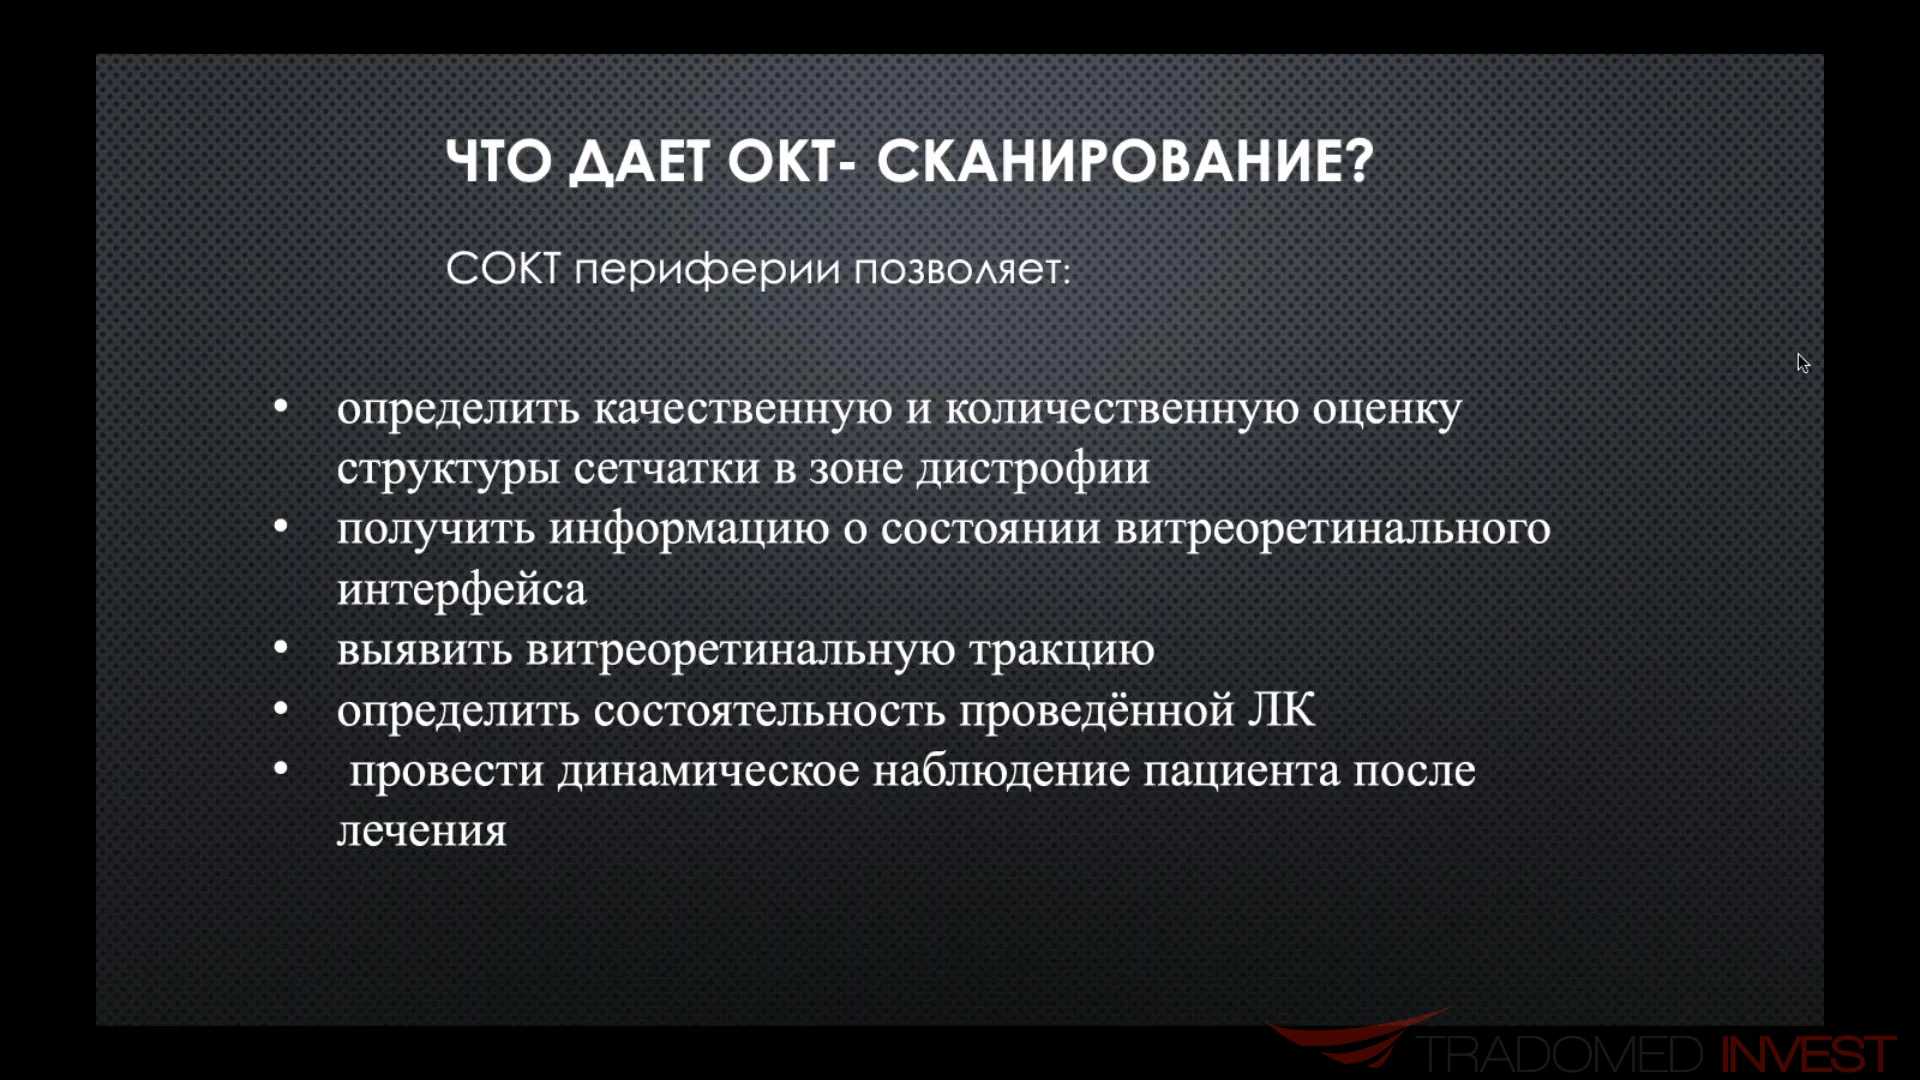 ЧТО ДАЕТ ОКТ- СКАНИРОВАНИЕ?
СОКТ периферии позволяет:
• определить качественную и количественную оценку
структуры сетчатки в зоне дистрофии
• получить информацию о состоянии витреоретинального
интерфейса
• выявить витреоретинальную тракцию
• определить состоятельность проведённой ЛК
• провести динамическое наблюдение пациента после
лечения
TRADOMED INVEST